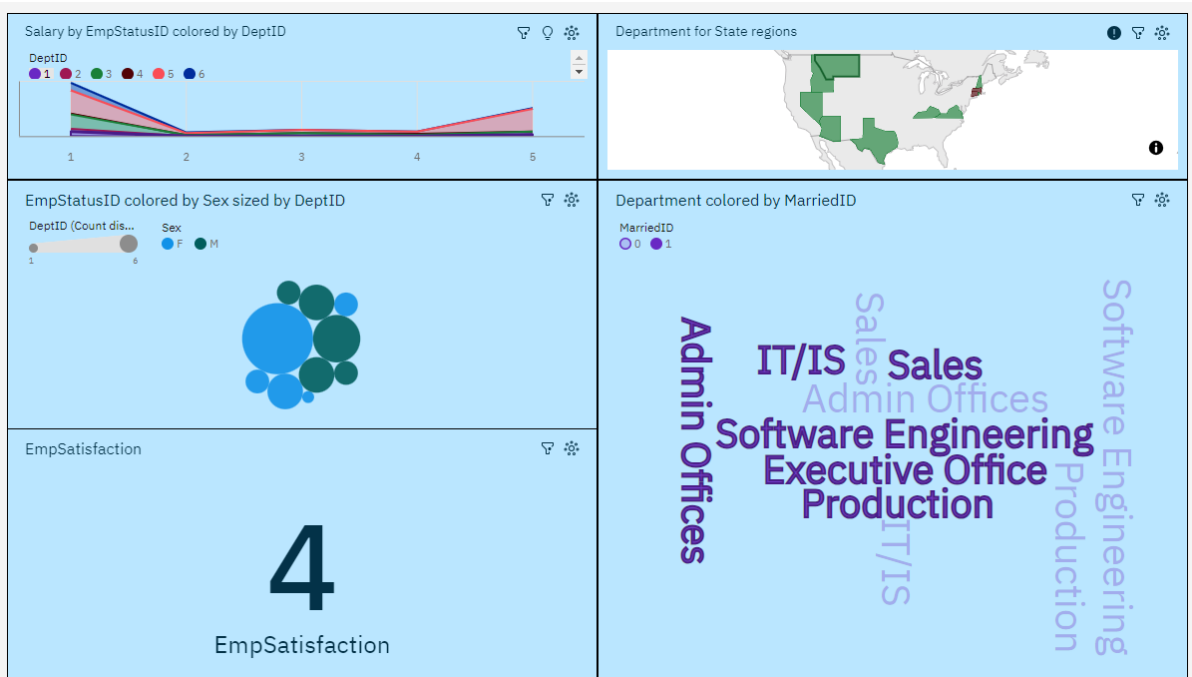 Salary by EmpStatusID colored by DeptID
DeptID
1 2 3 4 5 6
1 2 3 4 5
Department for State regions
EmpStatusID colored by Sex sized by DeptID
DeptID (Count dis...
1 6
Sex
F M
EmpSatisfaction
4
EmpSatisfaction
Department colored by MarriedID
MarriedID
0 1
Admin Offices
IT/IS
Sales
Sales
Admin Offices
Software Engineering
Executive Office
Production
IT/IS
Production
Software Engineering